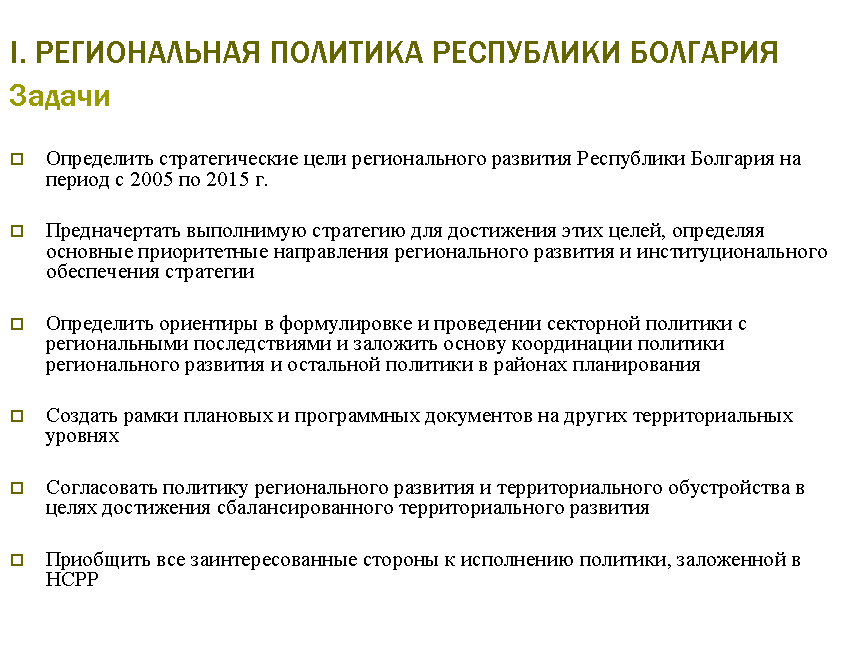 I. РЕГИОНАЛЬНАЯ ПОЛИТИКА РЕСПУБЛИКИ БОЛГАРИЯ
Задачи
Определить стратегические цели регионального развития Республики Болгария на
период с 2005 по 2015 г.
Предначертать выполнимую стратегию для достижения этих целей, определяя
основные приоритетные направления регионального развития и институционального
обеспечения стратегии
Определить ориентиры в формулировке и проведении секторной политики с
региональными последствиями и заложить основу координации политики
регионального развития и остальной политики в районах планирования
Создать рамки плановых и программных документов на других территориальных
уровнях
Согласовать политику регионального развития и территориального обустройства в
целях достижения сбалансированного территориального развития
Приобщить все заинтересованные стороны к исполнению политики, заложенной в
НСРР